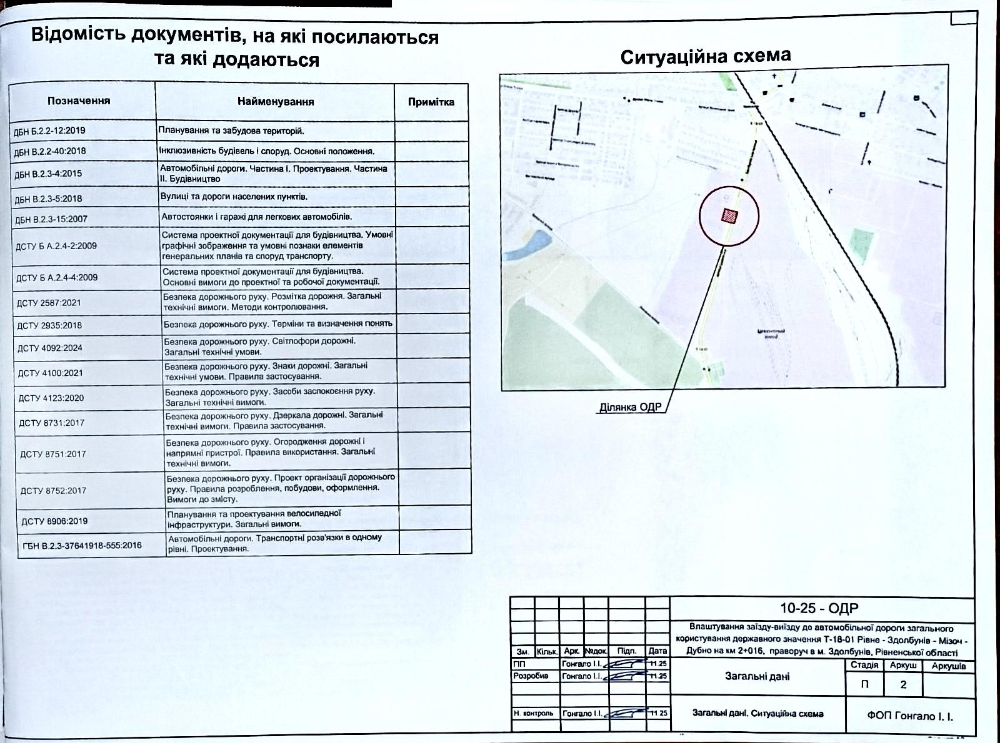 Відомість документів, на які посилаються
та які додаються
Позначення Найменування Примітка
ДБН Б.2.2-12:2019 Планування та забудова територій.
ДБН В.2.2-40:2018 Інклюзивність будівель і споруд. Основні положення.
ДБН В.2.3-4:2015 Автомобільні дороги. Частина I. Проектування. Частина
II. Будівництво
ДБН В.2.3-5:2018 Вулиці та дороги населених пунктів.
ДБН В.2.3-15:2007 Автостоянки і гаражі для легкових автомобілів.
ДСТУ Б А.2.4-2:2009 Система проектної документації для будівництва. Умовні
графічні зображення та умовні познаки елементів
генеральних планів та споруд транспорту.
ДСТУ Б А.2.4-4:2009 Система проектної документації для будівництва.
Основні вимоги до проектної та робочої документації.
ДСТУ 2587:2021 Безпека дорожнього руху. Розмітка дорожня. Загальні
технічні вимоги. Методи контролювання.
ДСТУ 2935:2018 Безпека дорожнього руху. Терміни та визначення понять
ДСТУ 4092:2024 Безпека дорожнього руху. Світлофори дорожні.
Загальні технічні умови.
ДСТУ 4100:2021 Безпека дорожнього руху. Знаки дорожні. Загальні
технічні умови. Правила застосування.
ДСТУ 4123:2020 Безпека дорожнього руху. Засоби заспокоєння руху.
Загальні технічні вимоги.
ДСТУ 8731:2017 Безпека дорожнього руху. Дзеркала дорожні. Загальні
технічні вимоги. Правила застосування.
ДСТУ 8751:2017 Безпека дорожнього руху. Огородження дорожні і
напрямні пристрої. Правила використання. Загальні
технічні вимоги.
ДСТУ 8752:2017 Безпека дорожнього руху. Проект організації дорожнього
руху. Правила розроблення, побудови, оформлення.
Вимоги до змісту.
ДСТУ 8906:2019 Планування та проектування велосипедної
інфраструктури. Загальні вимоги.
ГБН В.2.3-37641918-555:2016 Автомобільні дороги. Транспортні розв'язки в одному
рівні. Проектування.
Ситуаційна схема
Цементный
завод
Ділянка ОДР
10-25 - ОДР
Влаштування заїзду-виїзду до автомобільної дороги загального
користування державного значення Т-18-01 Рівне - Здолбунів - Мізоч -
Дубно на км 2+016, праворуч в м. Здолбунів, Рівненської області
Зм. Кільк. Арк. №док. Підп. Дата
ГІП Гонгало І.І. 11.25
Розробив Гонгало І.І. 11.25
Н. контроль Гонгало І.І. 11 25
Загальні дані
Стадія Аркуш Аркушів
П 2
Загальні дані. Ситуаційна схема
ФОП Гонгало І. І.